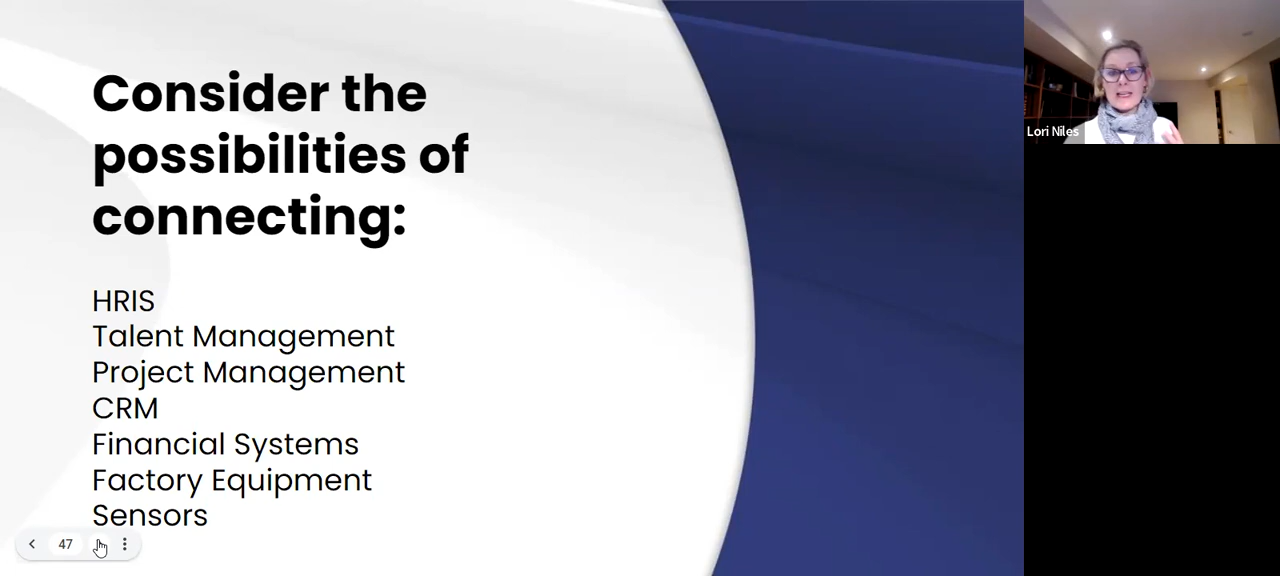 Consider the
possibilities of
connecting:
HRIS
Talent Management
Project Management
CRM
Financial Systems
Factory Equipment
Sensors
47
Lori Niles